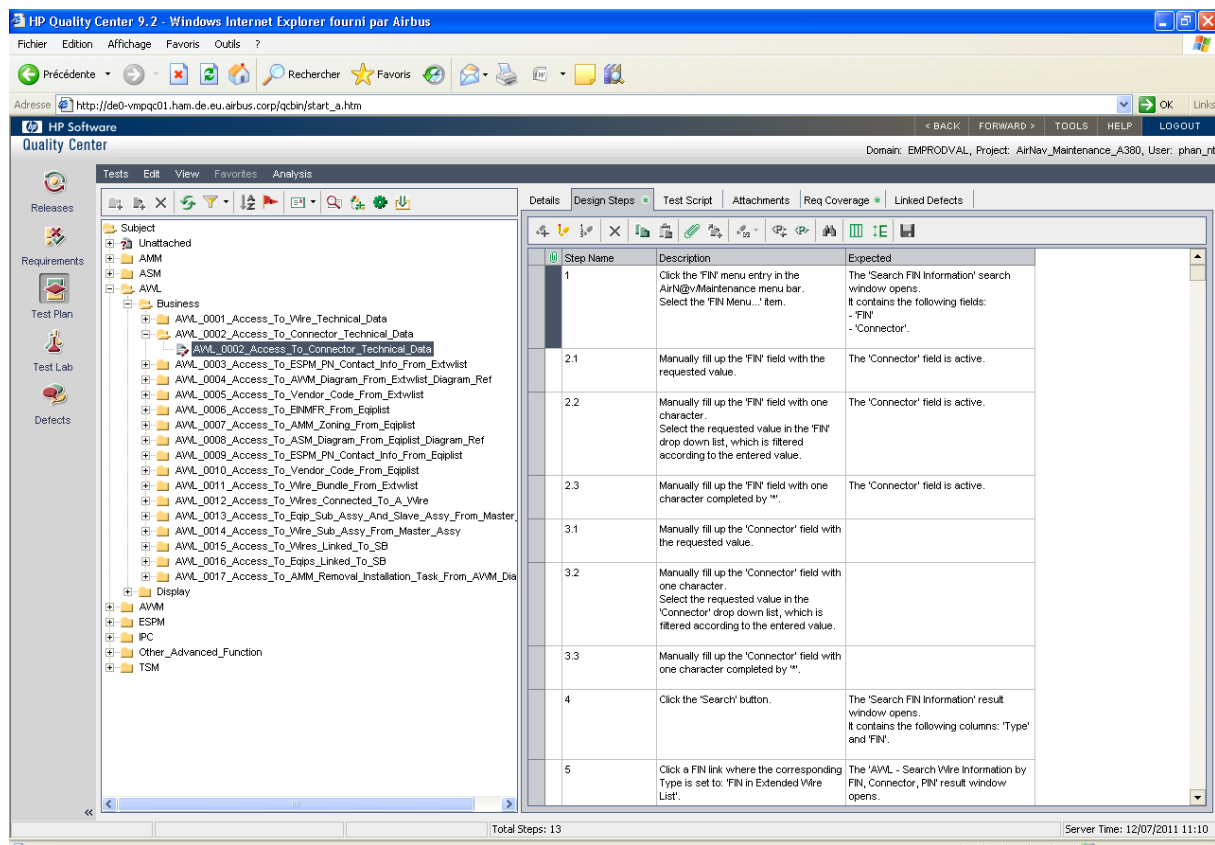 HP Quality Center 9.2 - Windows Internet Explorer fourni par Airbus
Fichier Edition Affichage Favoris Outils ?
Précédente Rechercher Favoris
Adresse http://de0-vmpqc01.ham.de.eu.airbus.corp/qcbin/start_a.htm OK Links
HP Software < BACK FORWARD > TOOLS HELP LOGOUT
Quality Center
Domain: EMPRODVAL, Project: AirNav_Maintenance_A380, User: phan_nt
Tests Edit View Favorites Analysis
Releases
Requirements
Test Plan
Test Lab
Defects
Subject
Unattached
AMM
ASM
AWL
Business
AWL_0001_Access_To_Wire_Technical_Data
AWL_0002_Access_To_Connector_Technical_Data
AWL_0002_Access_To_Connector_Technical_Data
AWL_0003_Access_To_ESPM_PN_Contact_Info_From_Extwlist
AWL_0004_Access_To_AWM_Diagram_From_Extwlist_Diagram_Ref
AWL_0005_Access_To_Vendor_Code_From_Extwlist
AWL_0006_Access_To_EINMFR_From_Eqiplist
AWL_0007_Access_To_AMM_Zoning_From_Eqiplist
AWL_0008_Access_To_ASM_Diagram_From_Eqiplist_Diagram_Ref
AWL_0009_Access_To_ESPM_PN_Contact_Info_From_Eqiplist
AWL_0010_Access_To_Vendor_Code_From_Eqiplist
AWL_0011_Access_To_Wire_Bundle_From_Extwlist
AWL_0012_Access_To_Wires_Connected_To_A_Wire
AWL_0013_Access_To_Eqip_Sub_Assy_And_Slave_Assy_From_Master_
AWL_0014_Access_To_Wire_Sub_Assy_From_Master_Assy
AWL_0015_Access_To_Wires_Linked_To_SB
AWL_0016_Access_To_Eqips_Linked_To_SB
AWL_0017_Access_To_AMM_Removal_Installation_Task_From_AWM_Dia
Display
AWM
ESPM
IPC
Other_Advanced_Function
TSM
Details Design Steps Test Script Attachments Req Coverage Linked Defects
Step Name Description Expected
1
Click the 'FIN' menu entry in the
AirN@v/Maintenance menu bar.
Select the 'FIN Menu...' item.
The 'Search FIN Information' search
window opens.
It contains the following fields:
- 'FIN'
- 'Connector'.
2.1
Manually fill up the 'FIN' field with the
requested value.
The 'Connector' field is active.
2.2
Manually fill up the 'FIN' field with one
character.
Select the requested value in the 'FIN'
drop down list, which is filtered
according to the entered value.
The 'Connector' field is active.
2.3
Manually fill up the 'FIN' field with one
character completed by '*'.
The 'Connector' field is active.
3.1
Manually fill up the 'Connector' field with
the requested value.
3.2
Manually fill up the 'Connector' field with
one character.
Select the requested value in the
'Connector' drop down list, which is
filtered according to the entered value.
3.3
Manually fill up the 'Connector' field with
one character completed by '*'.
4
Click the 'Search' button.
The 'Search FIN Information' result
window opens.
It contains the following columns: 'Type'
and 'FIN'.
5
Click a FIN link where the corresponding
Type is set to: 'FIN in Extended Wire
List'.
The 'AWL - Search Wire Information by
FIN, Connector, PIN' result window
opens.
Total Steps: 13
Server Time: 12/07/2011 11:10